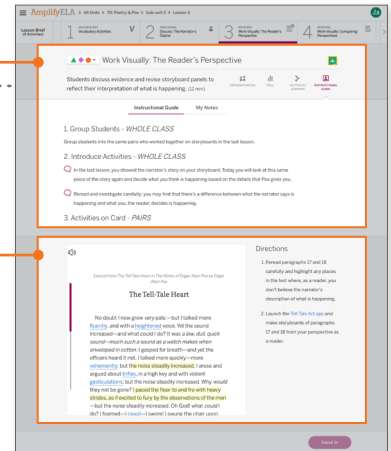 AmplifyELA > All Units > 7D: Poetry & Poe > Sub-unit 2 > Lesson 5
Lesson Brief
(5 Activities)
1 VOCABULARY
Vocabulary Activities
2
Discuss: The Narrator's
Claims
3
Work Visually: The Reader's
Perspective
4
Work Visually: Comparing
Perspectives
Work Visually: The Reader's Perspective
Students discuss evidence and revise storyboard panels to
reflect their interpretation of what is happening. (12 min)
INSTRUCTIONAL
GUIDE
Instructional Guide
My Notes
1. Group Students - WHOLE CLASS
Group students into the same pairs who worked together on storyboards in the last lesson.
2. Introduce Activities - WHOLE CLASS
In the last lesson, you showed the narrator's story on your storyboard. Today you will look at this same
piece of the story again and decide what you think is happening based on the details that Poe gives you.
Reread and investigate carefully; you may find that there's a difference between what the narrator says is
happening and what you, the reader, decides is happening.
3. Activities on Card - PAIRS
Excerpt from The Tell-Tale Heart in The Works of Edgar Allan Poe by Edgar
Allan Poe
The Tell-Tale Heart
No doubt I now grew very pale;—but I talked more
fluently, and with a heightened voice. Yet the sound
increased—and what could I do? It was a low, dull, quick
sound—much such a sound as a watch makes when
enveloped in cotton. I gasped for breath—and yet the
officers heard it not. I talked more quickly—more
vehemently; but the noise steadily increased. I arose and
argued about trifles, in a high key and with violent
gesticulations; but the noise steadily increased. Why would
they not be gone? I paced the floor to and fro with heavy
strides, as if excited to fury by the observations of the men
—but the noise steadily increased. Oh God! what could I
do? I foamed—I raved—I swore! I swung the chair upon
Directions
1. Reread paragraphs 17 and 18
carefully and highlight any places
in the text where, as a reader, you
don't believe the narrator's
description of what is happening.
2. Launch the Tell-Tale Art app and
make storyboards of paragraphs
17 and 18 from your perspective as
a reader.
Hand In